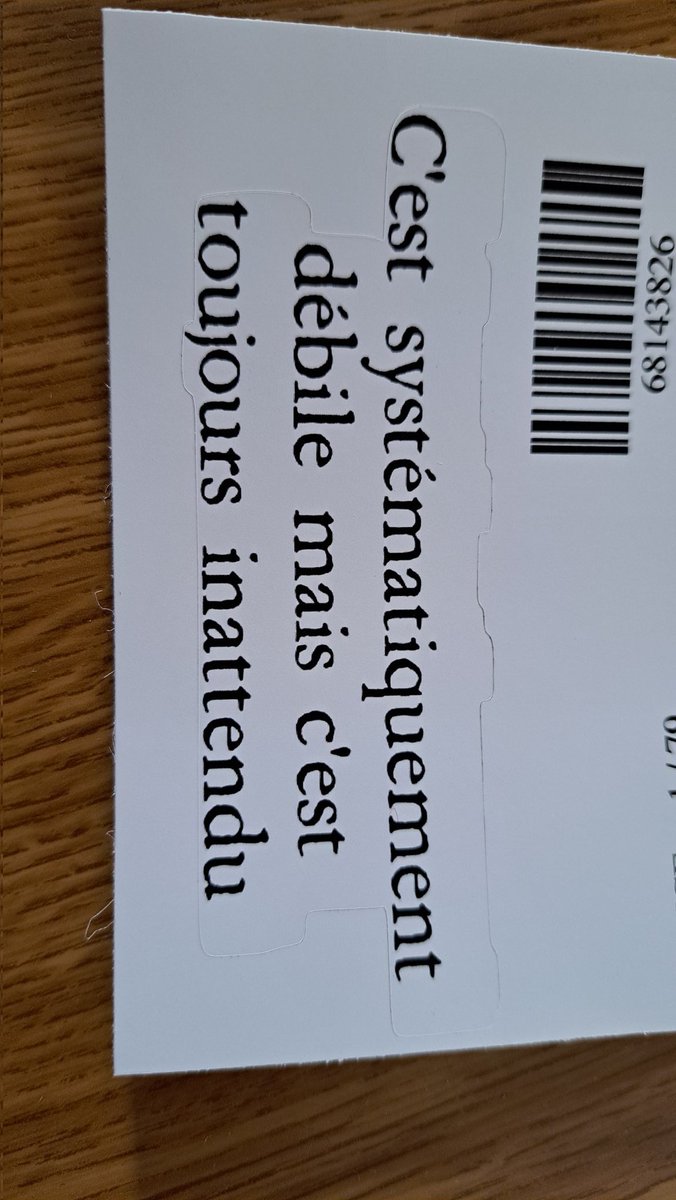 68143826
C'est systématiquement
débile mais c'est
toujours inattendu